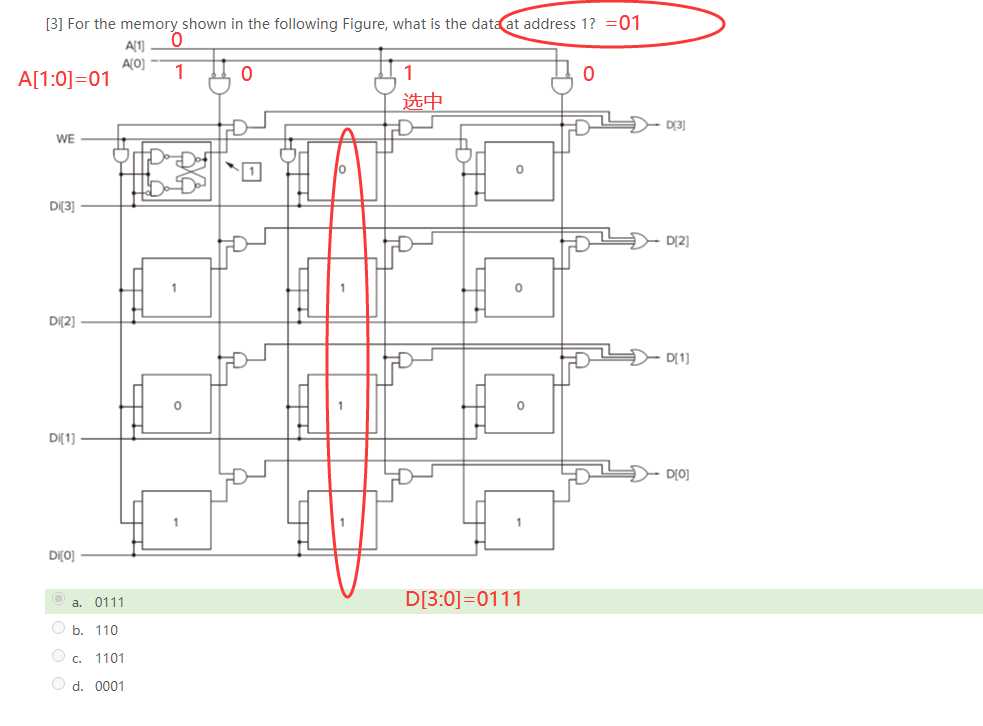 [3] For the memory shown in the following Figure, what is the data at address 1? =01
A[1] 0
A[0] 1 0 1 0
A[1:0]=01
选中
D[3]
WE
1
0
0
Di[3]
D[2]
1
1
0
Di[2]
D[1]
0
1
0
Di[1]
D[0]
1
1
1
Di[0]
a. 0111 D[3:0]=0111
b. 110
c. 1101
d. 0001